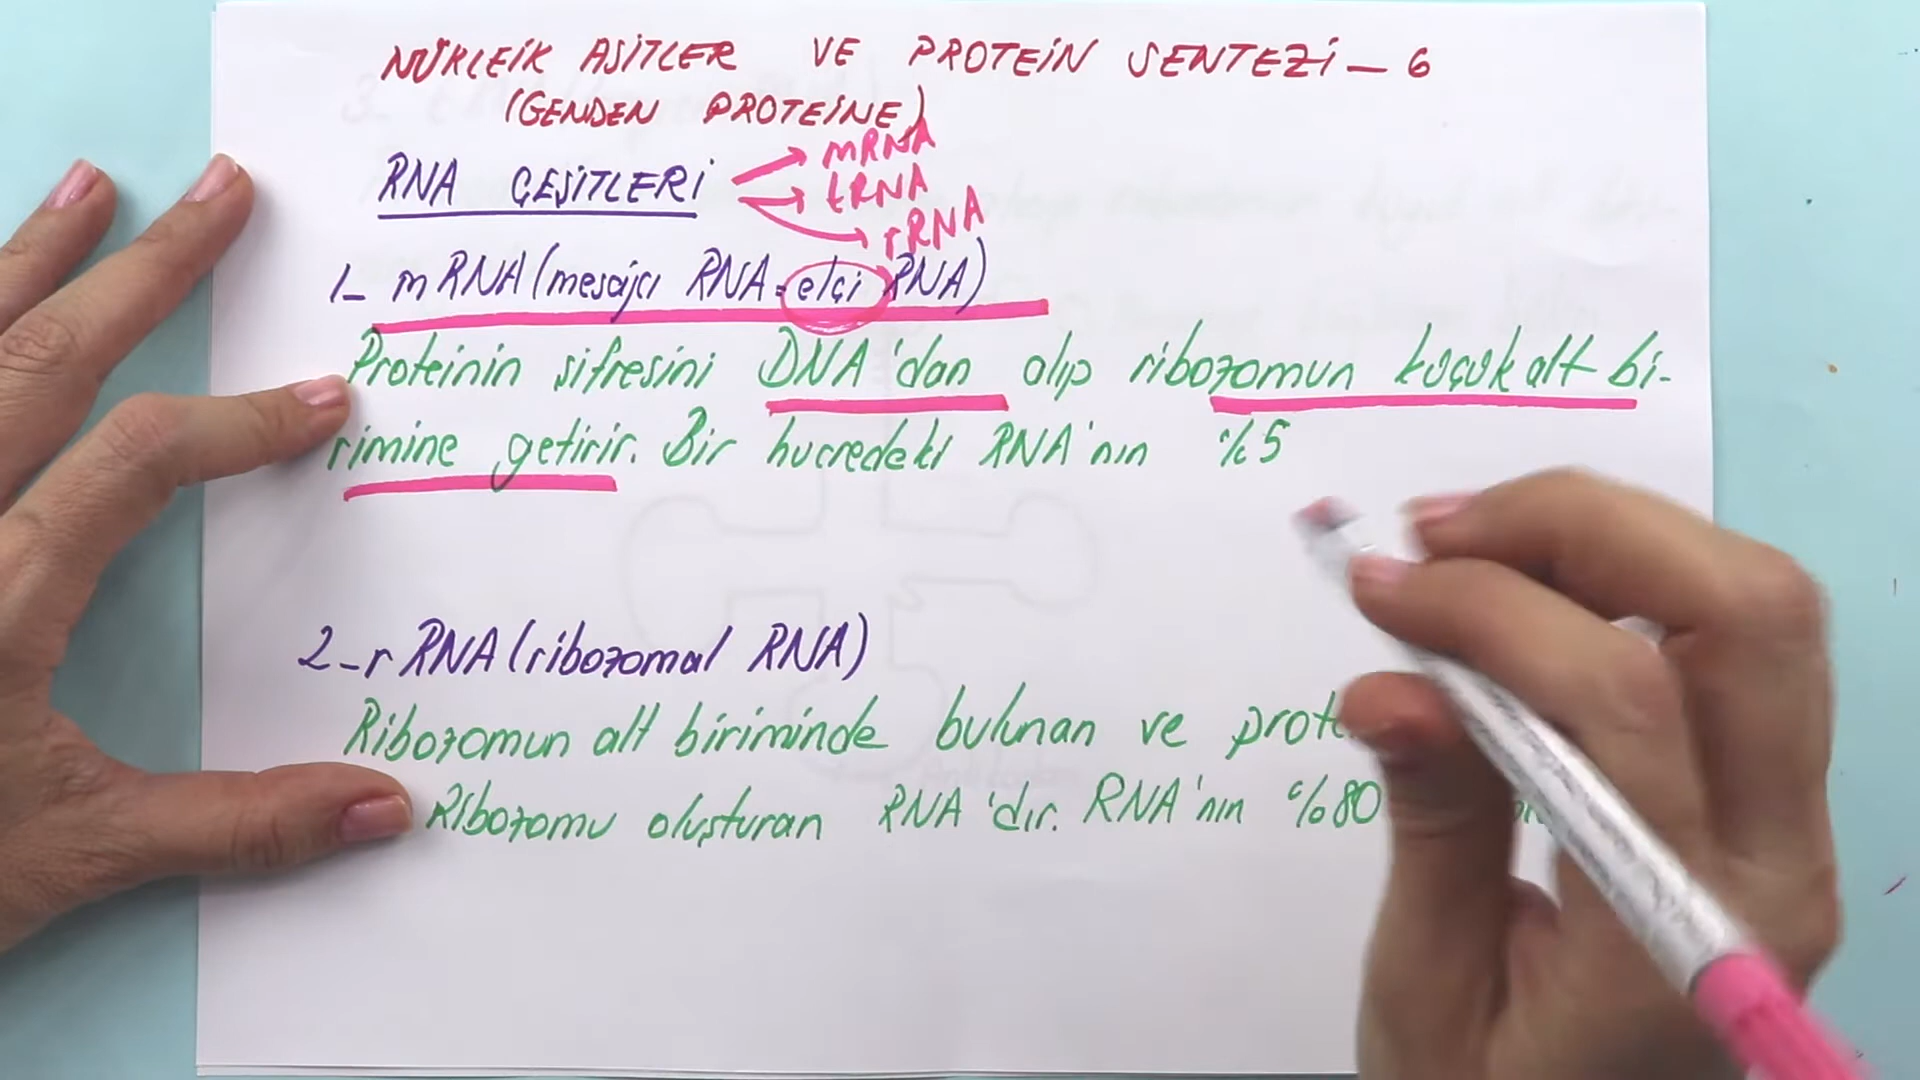 NÜKLEİK ASİTLER VE PROTEİN SENTEZİ - 6
(GENDEN PROTEİNE)
RNA ÇEŞİTLERİ
mRNA
tRNA
rRNA
1- mRNA (mesajcı RNA = elçi RNA)
Proteinin şifresini DNA'dan alıp ribozomun küçük alt bi-
rimine getirir. Bir hücredeki RNA'nın %5
2- rRNA (ribozomal RNA)
Ribozomun alt biriminde bulunan ve prote
Ribozomu oluşturan RNA'dır. RNA'nın %80